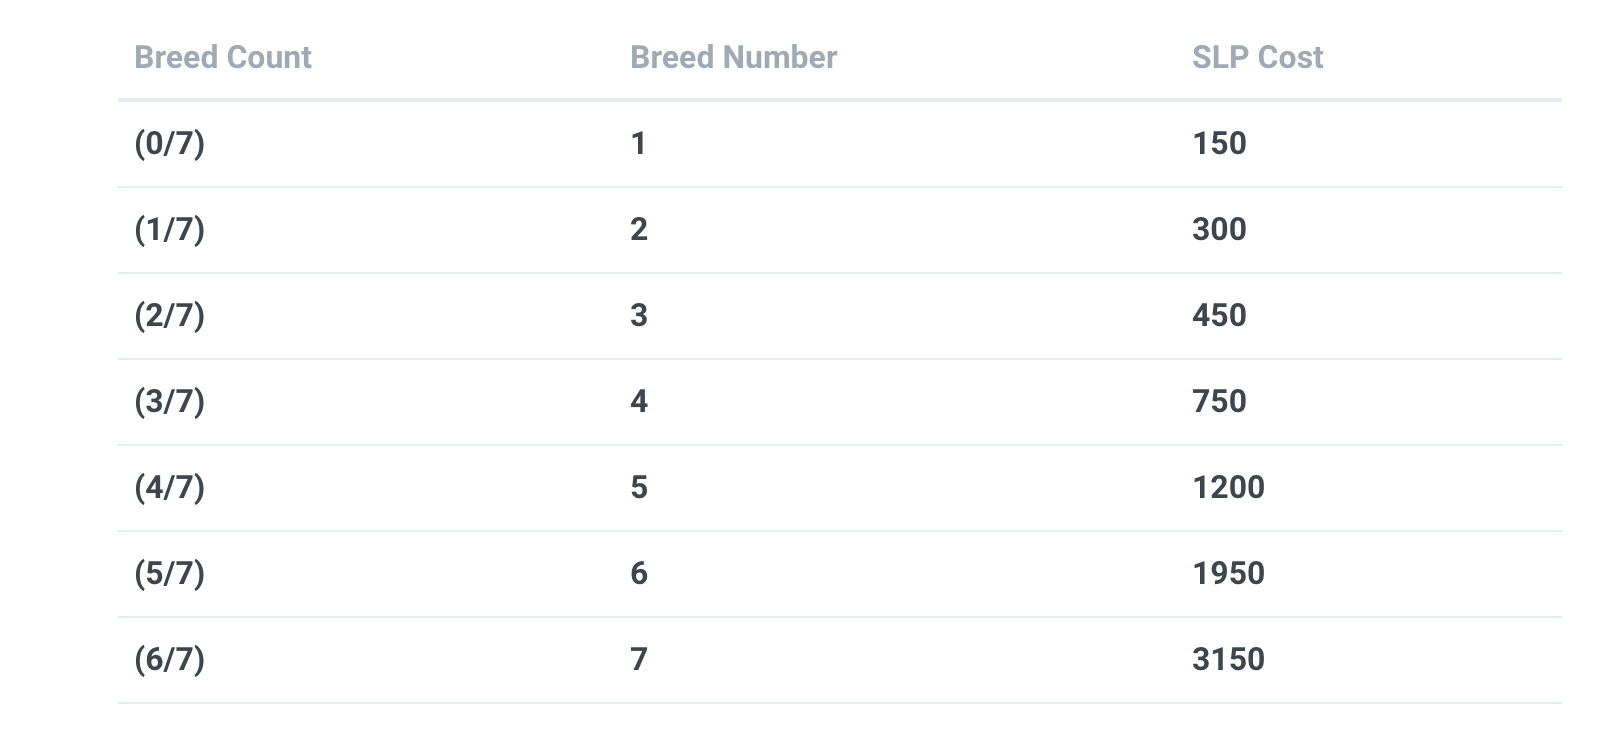 Breed Count Breed Number SLP Cost
(0/7) 1 150
(1/7) 2 300
(2/7) 3 450
(3/7) 4 750
(4/7) 5 1200
(5/7) 6 1950
(6/7) 7 3150